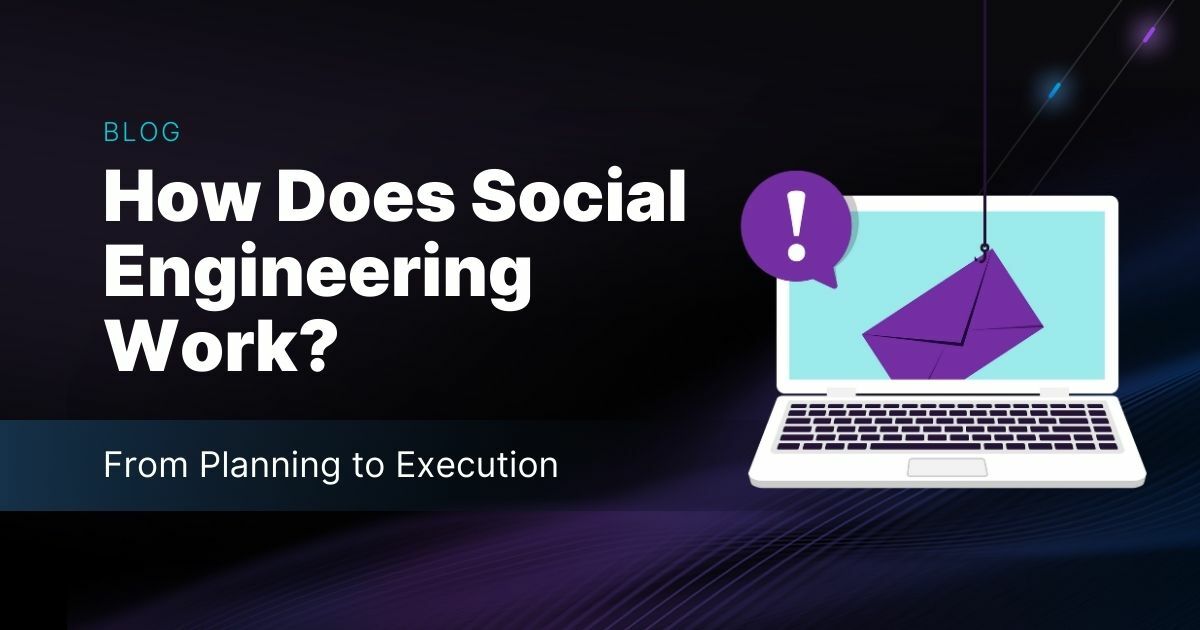 BLOG
How Does Social
Engineering
Work?
From Planning to Execution
!